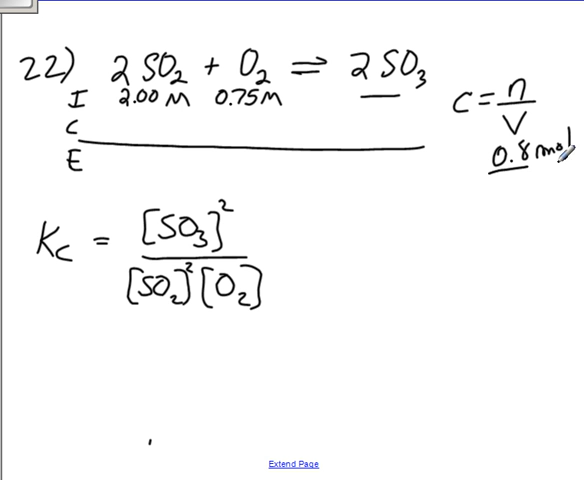 22) 2 SO₂ + O₂ ⇌ 2 SO₃
I 2.00 M 0.75 M —
C
E
C = n/V
0.8 mol
Kc = [SO₃]²/[SO₂]²[O₂]
Extend Page